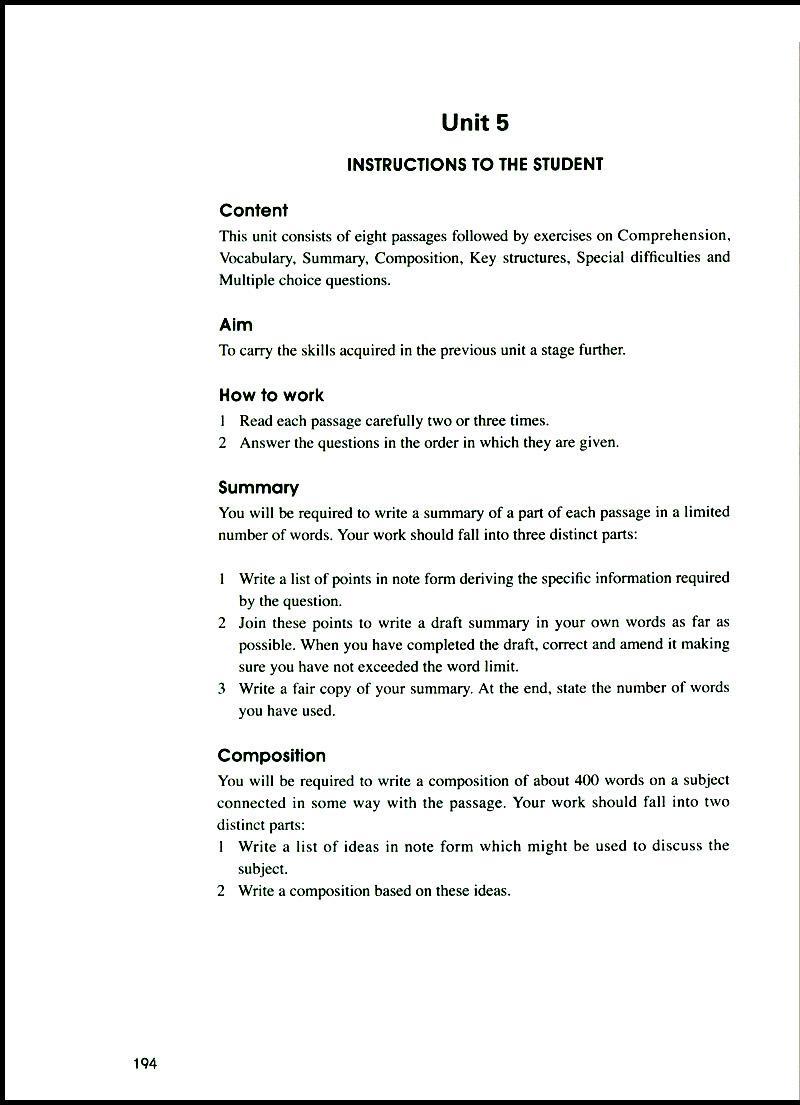 Unit 5
INSTRUCTIONS TO THE STUDENT
Content
This unit consists of eight passages followed by exercises on Comprehension,
Vocabulary, Summary, Composition, Key structures, Special difficulties and
Multiple choice questions.
Aim
To carry the skills acquired in the previous unit a stage further.
How to work
1 Read each passage carefully two or three times.
2 Answer the questions in the order in which they are given.
Summary
You will be required to write a summary of a part of each passage in a limited
number of words. Your work should fall into three distinct parts:
1 Write a list of points in note form deriving the specific information required
by the question.
2 Join these points to write a draft summary in your own words as far as
possible. When you have completed the draft, correct and amend it making
sure you have not exceeded the word limit.
3 Write a fair copy of your summary. At the end, state the number of words
you have used.
Composition
You will be required to write a composition of about 400 words on a subject
connected in some way with the passage. Your work should fall into two
distinct parts:
1 Write a list of ideas in note form which might be used to discuss the
subject.
2 Write a composition based on these ideas.
194